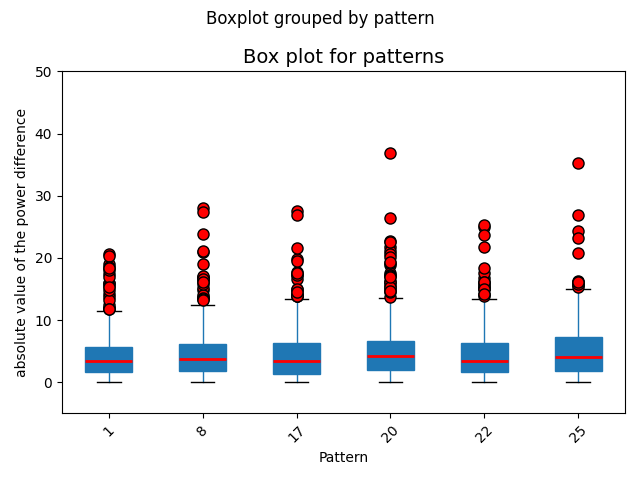 Boxplot grouped by pattern
Box plot for patterns
50
40
30
20
10
0
absolute value of the power difference
1 8 17 20 22 25
Pattern